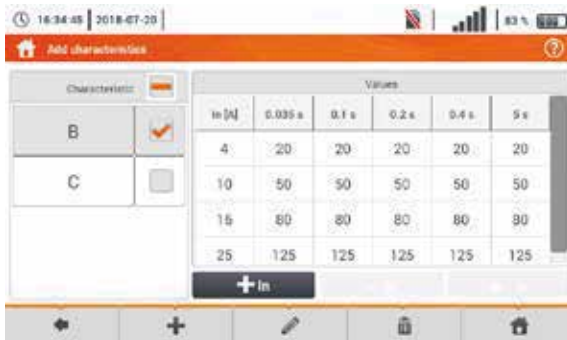 16:34:45 2018-07-20 83 %
Add characteristics ?
Characteristic Values
In [A] 0.035 s 0.1 s 0.2 s 0.4 s 5 s
B
4 20 20 20 20 20
C
10 50 50 50 50 50
16 80 80 80 80 80
25 125 125 125 125 125
+ In